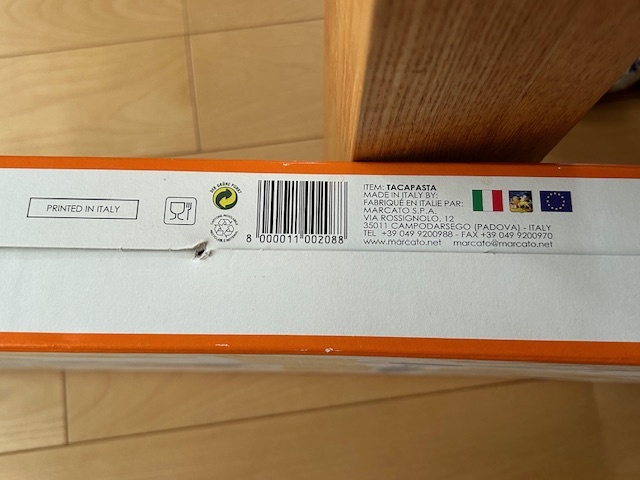 PRINTED IN ITALY
DER GRÜNE PUNKT
8 000011 002088
ITEM: TACAPASTA
MADE IN ITALY BY:
FABRIQUÉ EN ITALIE PAR:
MARCATO S.P.A.
VIA ROSSIGNOLO, 12
35011 CAMPODARSEGO (PADOVA) - ITALY
TEL +39 049 9200988 - FAX +39 049 9200970
www.marcato.net marcato@marcato.net